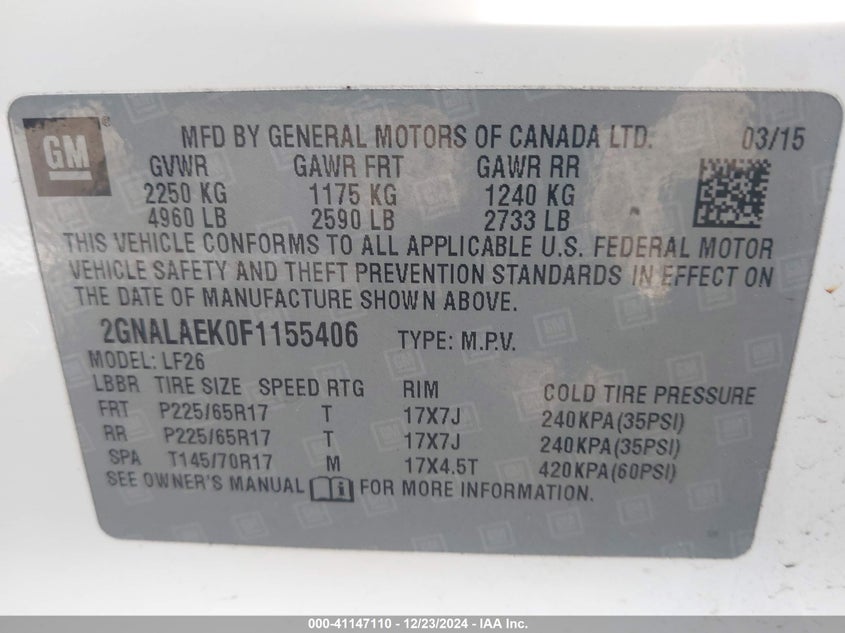 GM ®
MFD BY GENERAL MOTORS OF CANADA LTD. 03/15
GVWR GAWR FRT GAWR RR
2250 KG 1175 KG 1240 KG
4960 LB 2590 LB 2733 LB
THIS VEHICLE CONFORMS TO ALL APPLICABLE U.S. FEDERAL MOTOR
VEHICLE SAFETY AND THEFT PREVENTION STANDARDS IN EFFECT ON
THE DATE OF MANUFACTURE SHOWN ABOVE.
2GNALAEK0F1155406 TYPE: M.P.V.
MODEL: LF26
LBBR TIRE SIZE SPEED RTG RIM COLD TIRE PRESSURE
FRT P225/65R17 T 17X7J 240KPA(35PSI)
RR P225/65R17 T 17X7J 240KPA(35PSI)
SPA T145/70R17 M 17X4.5T 420KPA(60PSI)
SEE OWNER'S MANUAL FOR MORE INFORMATION.
000-41147110 - 12/23/2024 - IAA Inc.